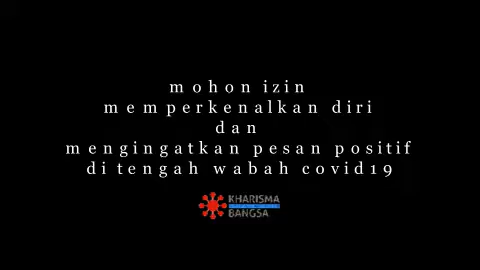 mohon izin
memperkenalkan diri
dan
mengingatkan pesan positif
di tengah wabah covid19
KHARISMA
BANGSA